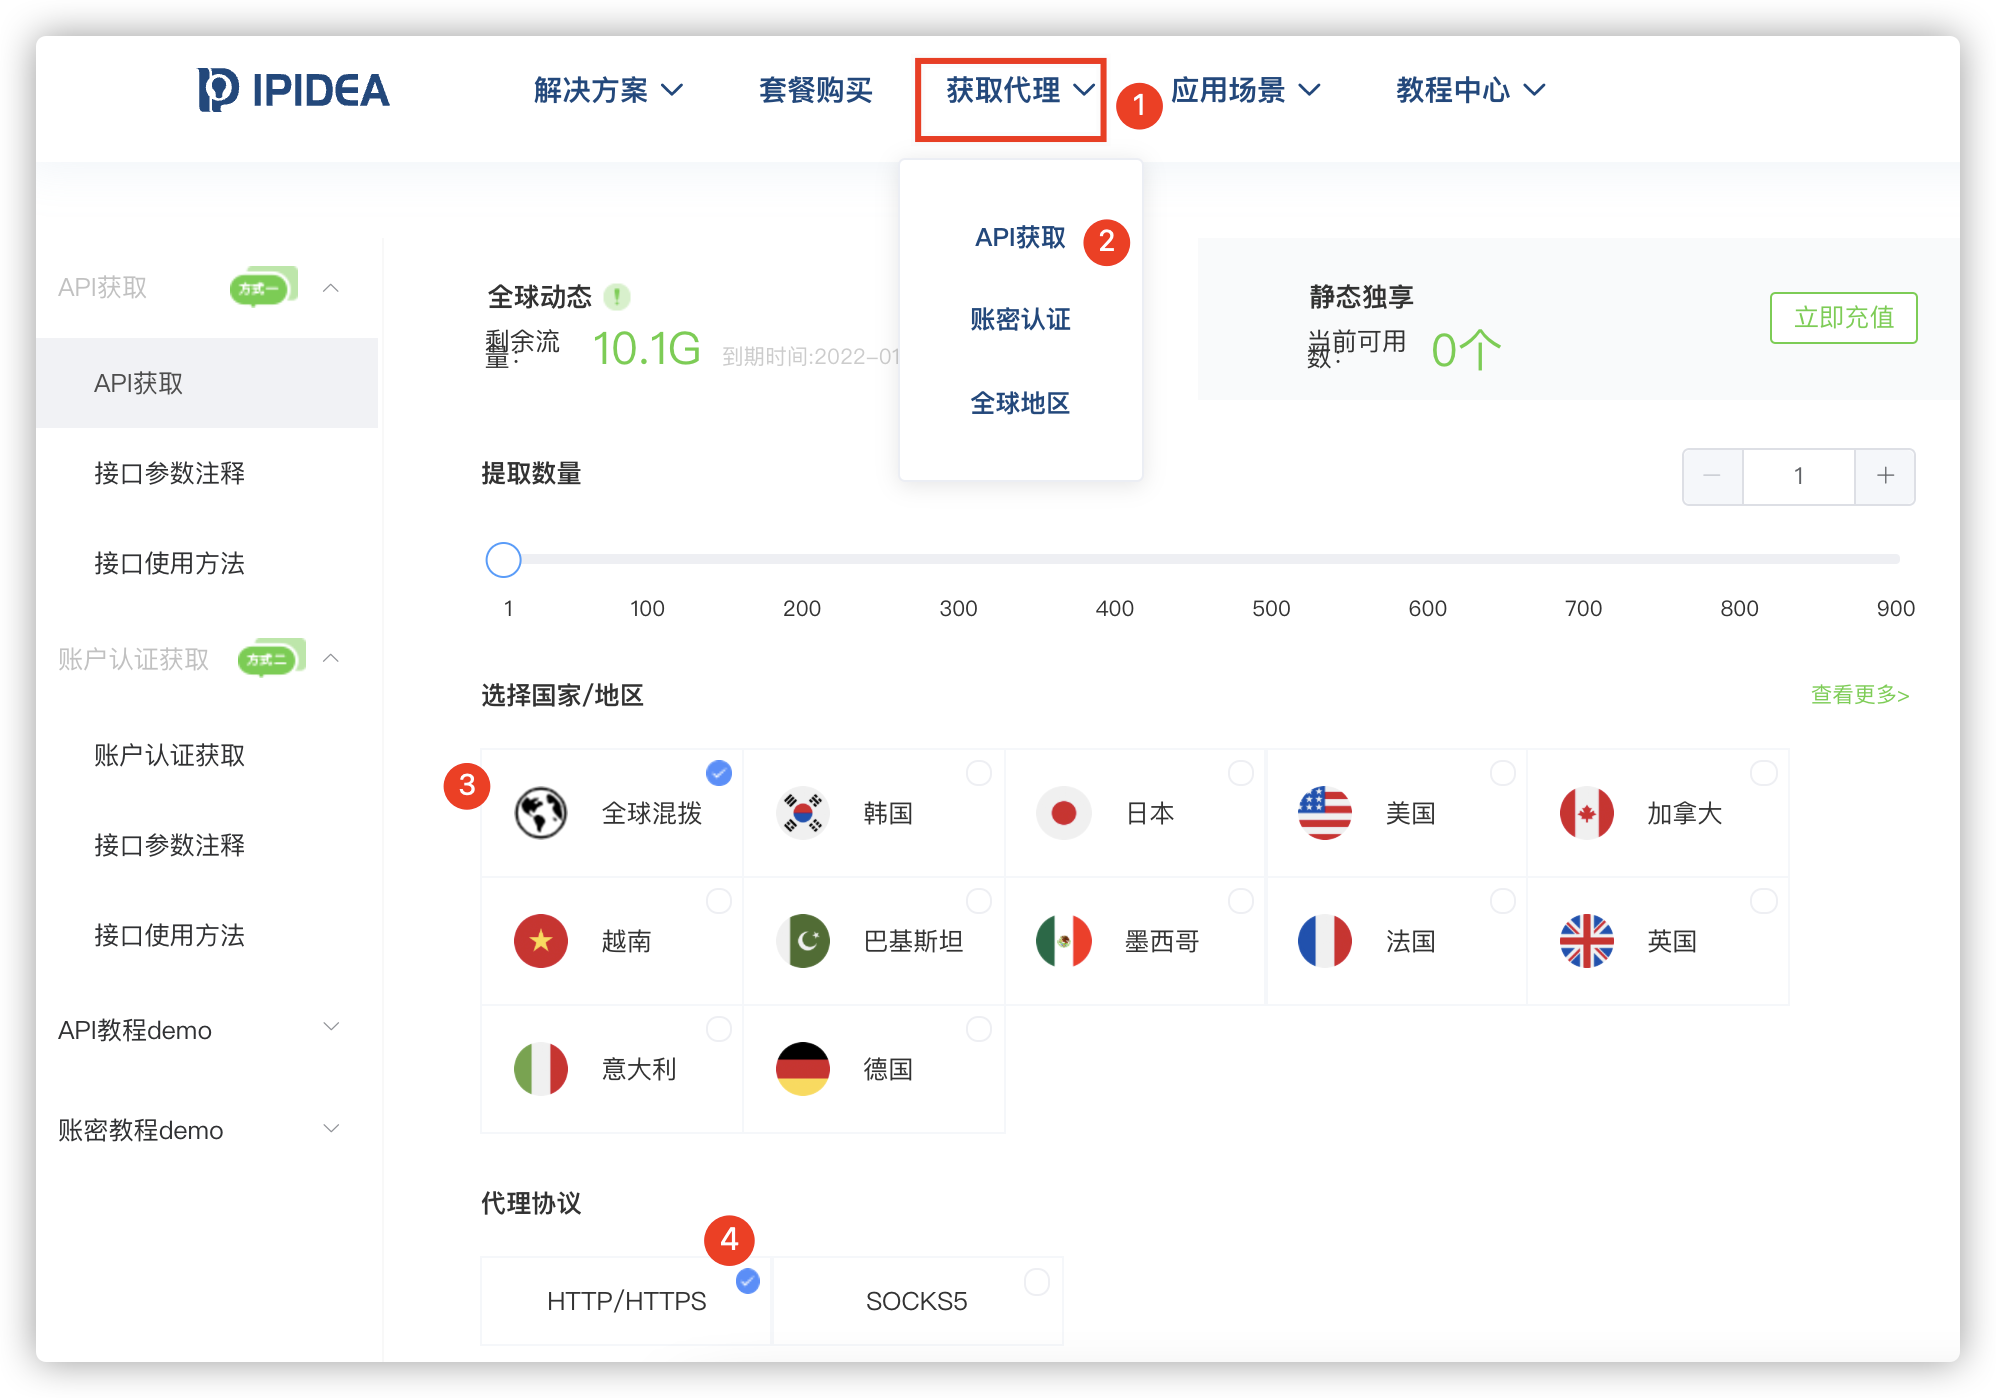 IPIDEA
解决方案
套餐购买
获取代理
1
应用场景
教程中心
API获取
2
账密认证
全球地区
API获取
方式一
API获取
接口参数注释
接口使用方法
账户认证获取
方式二
账户认证获取
接口参数注释
接口使用方法
API教程demo
账密教程demo
全球动态
!
剩余流量：
10.1G
到期时间:2022-01
静态独享
当前可用数：
0个
立即充值
提取数量
－
1
+
1
100
200
300
400
500
600
700
800
900
选择国家/地区
查看更多>
3
全球混拨
韩国
日本
美国
加拿大
越南
巴基斯坦
墨西哥
法国
英国
意大利
德国
代理协议
4
HTTP/HTTPS
SOCKS5